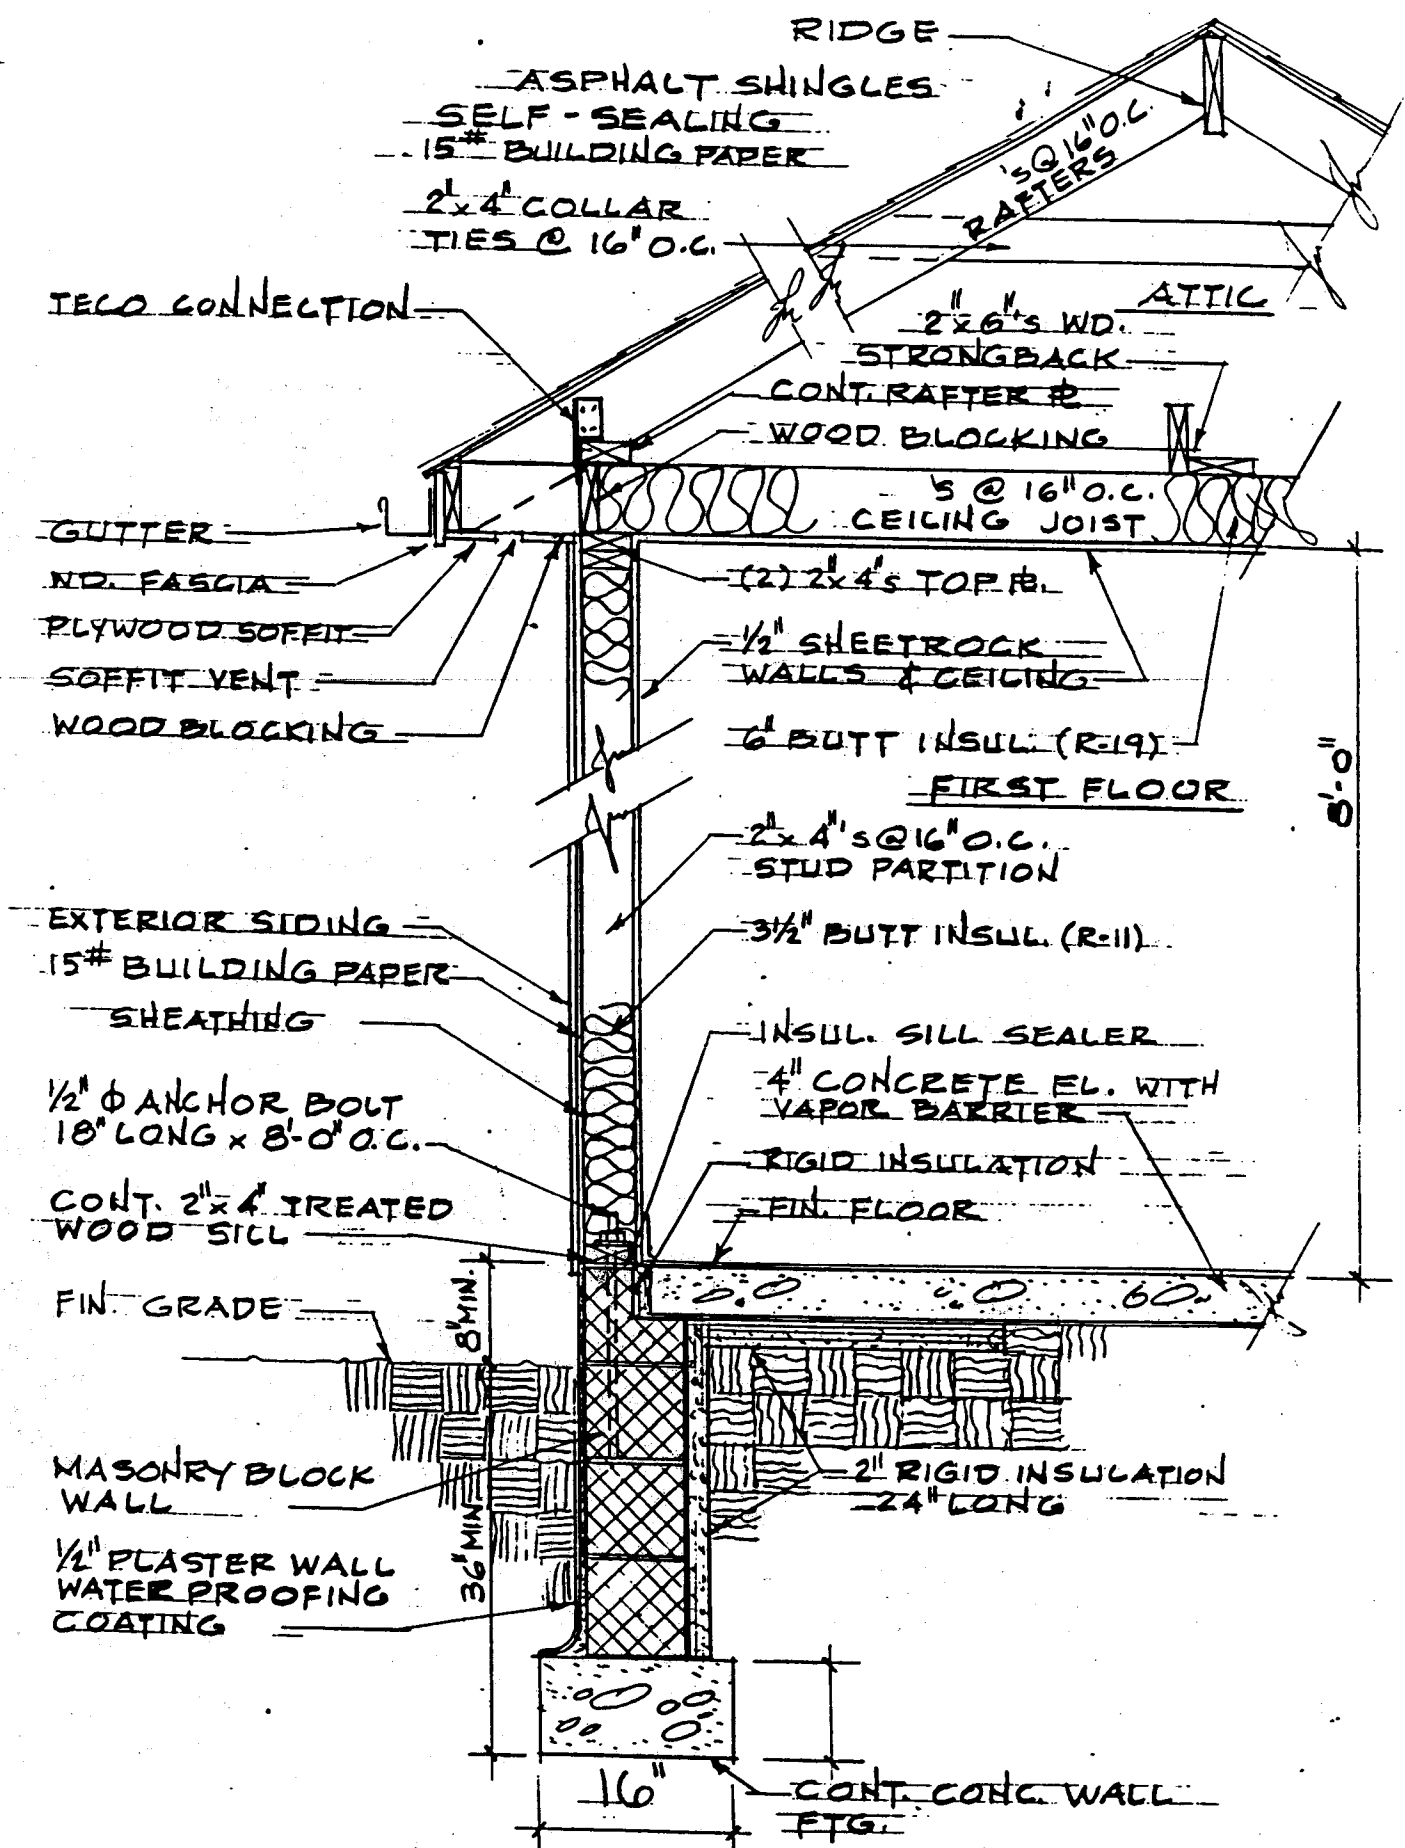 RIDGE
ASPHALT SHINGLES
SELF-SEALING
15# BUILDING PAPER
2"x4" COLLAR
TIES @ 16" O.C.
's @ 16" O.C.
RAFTERS
TECO CONNECTION
ATTIC
2"x6"'s WD.
STRONGBACK
CONT. RAFTER PL
WOOD BLOCKING
's @ 16" O.C.
CEILING JOIST
GUTTER
WD. FASCIA
PLYWOOD SOFFIT
SOFFIT VENT
WOOD BLOCKING
(2) 2"x4"s TOP PL.
1/2" SHEETROCK
WALLS & CEILING
6" BUTT INSUL. (R-19)
FIRST FLOOR
8'-0"
2"x4"'s @ 16" O.C.
STUD PARTITION
EXTERIOR SIDING
15# BUILDING PAPER
SHEATHING
3½" BUTT INSUL. (R-11)
INSUL. SILL SEALER
4" CONCRETE EL. WITH
VAPOR BARRIER
1/2" Φ ANCHOR BOLT
18" LONG x 8'-0" O.C.
RIGID INSULATION
FIN. FLOOR
CONT. 2"x4" TREATED
WOOD SILL
FIN. GRADE
8" MIN.
MASONRY BLOCK
WALL
36" MIN.
2" RIGID INSULATION
24" LONG
1/2" PLASTER WALL
WATERPROOFING
COATING
16"
CONT. CONC. WALL
FTG.